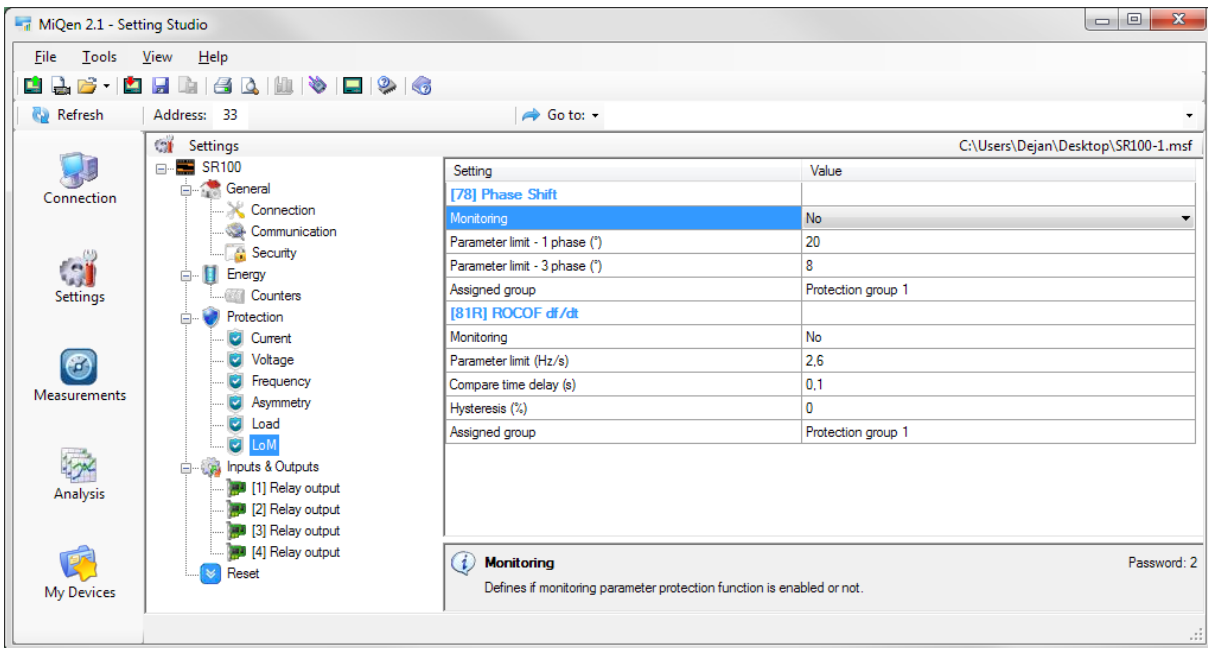 MiQen 2.1 - Setting Studio
File Tools View Help
Refresh Address: 33 Go to:
Connection
Settings
Measurements
Analysis
My Devices
Settings C:\Users\Dejan\Desktop\SR100-1.msf
SR100
General
Connection
Communication
Security
Energy
Counters
Protection
Current
Voltage
Frequency
Asymmetry
Load
LoM
Inputs & Outputs
[1] Relay output
[2] Relay output
[3] Relay output
[4] Relay output
Reset
Setting Value
[78] Phase Shift
Monitoring No
Parameter limit - 1 phase (°) 20
Parameter limit - 3 phase (°) 8
Assigned group Protection group 1
[81R] ROCOF df/dt
Monitoring No
Parameter limit (Hz/s) 2,6
Compare time delay (s) 0,1
Hysteresis (%) 0
Assigned group Protection group 1
Monitoring Password: 2
Defines if monitoring parameter protection function is enabled or not.